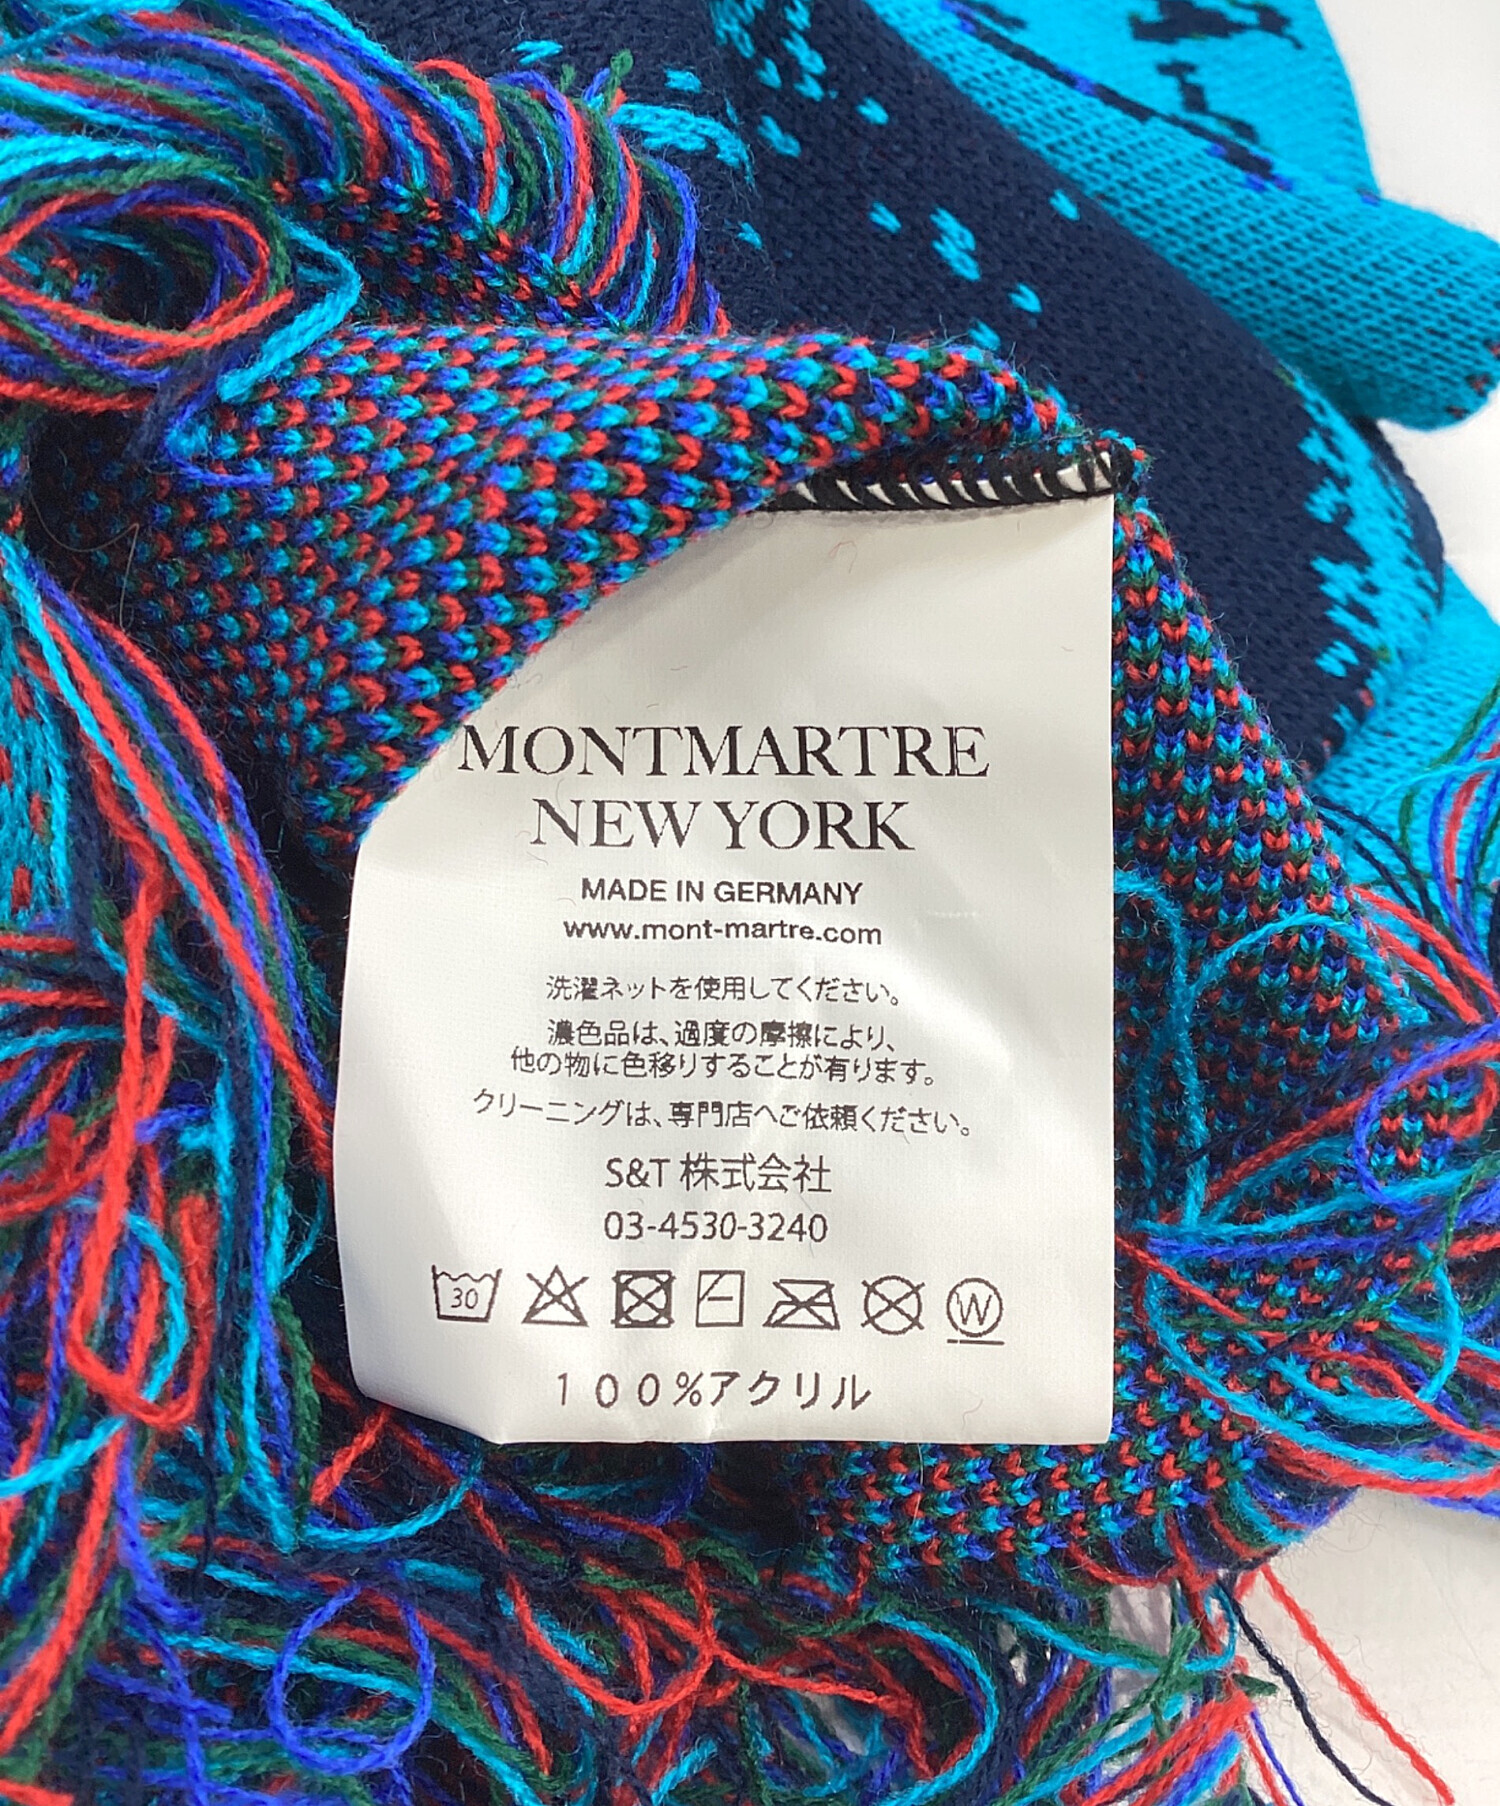 MONTMARTRE
NEW YORK
MADE IN GERMANY
www.mont-martre.com
洗濯ネットを使用してください。
濃色品は、過度の摩擦により、
他の物に色移りすることが有ります。
クリーニングは、専門店へご依頼ください。
S&T 株式会社
03-4530-3240
30 W
100%アクリル